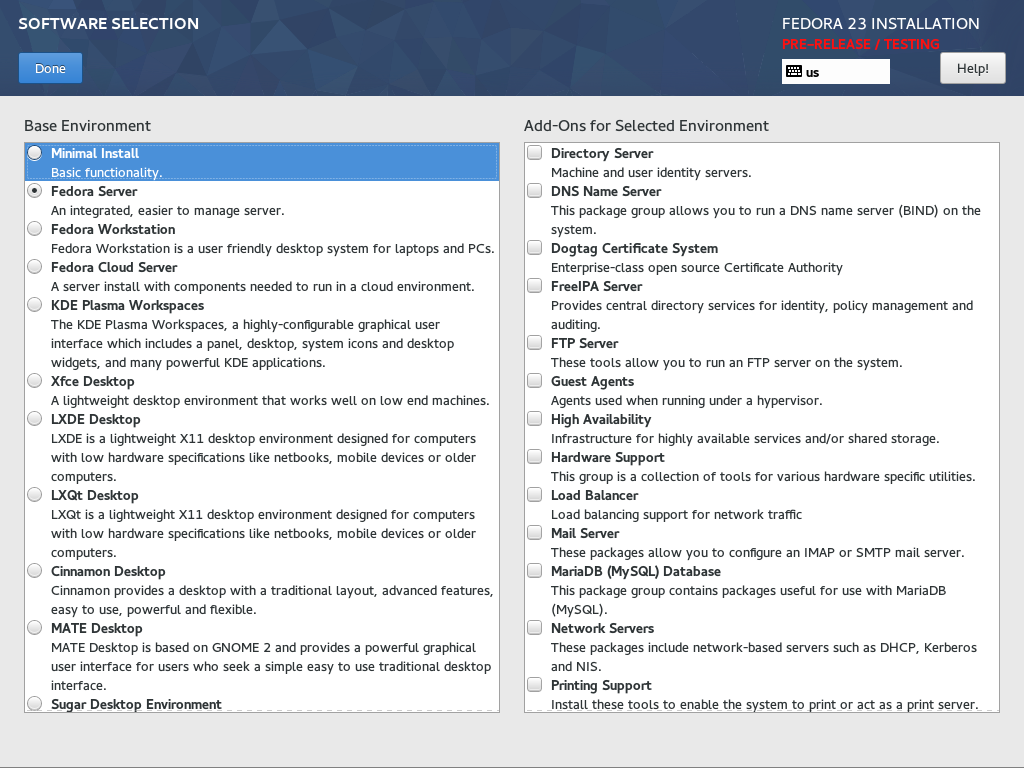 SOFTWARE SELECTION
FEDORA 23 INSTALLATION
PRE-RELEASE / TESTING
Done
us
Help!
Base Environment
Minimal Install
Basic functionality.
Fedora Server
An integrated, easier to manage server.
Fedora Workstation
Fedora Workstation is a user friendly desktop system for laptops and PCs.
Fedora Cloud Server
A server install with components needed to run in a cloud environment.
KDE Plasma Workspaces
The KDE Plasma Workspaces, a highly-configurable graphical user
interface which includes a panel, desktop, system icons and desktop
widgets, and many powerful KDE applications.
Xfce Desktop
A lightweight desktop environment that works well on low end machines.
LXDE Desktop
LXDE is a lightweight X11 desktop environment designed for computers
with low hardware specifications like netbooks, mobile devices or older
computers.
LXQt Desktop
LXQt is a lightweight X11 desktop environment designed for computers
with low hardware specifications like netbooks, mobile devices or older
computers.
Cinnamon Desktop
Cinnamon provides a desktop with a traditional layout, advanced features,
easy to use, powerful and flexible.
MATE Desktop
MATE Desktop is based on GNOME 2 and provides a powerful graphical
user interface for users who seek a simple easy to use traditional desktop
interface.
Sugar Desktop Environment
Add-Ons for Selected Environment
Directory Server
Machine and user identity servers.
DNS Name Server
This package group allows you to run a DNS name server (BIND) on the
system.
Dogtag Certificate System
Enterprise-class open source Certificate Authority
FreeIPA Server
Provides central directory services for identity, policy management and
auditing.
FTP Server
These tools allow you to run an FTP server on the system.
Guest Agents
Agents used when running under a hypervisor.
High Availability
Infrastructure for highly available services and/or shared storage.
Hardware Support
This group is a collection of tools for various hardware specific utilities.
Load Balancer
Load balancing support for network traffic
Mail Server
These packages allow you to configure an IMAP or SMTP mail server.
MariaDB (MySQL) Database
This package group contains packages useful for use with MariaDB
(MySQL).
Network Servers
These packages include network-based servers such as DHCP, Kerberos
and NIS.
Printing Support
Install these tools to enable the system to print or act as a print server.